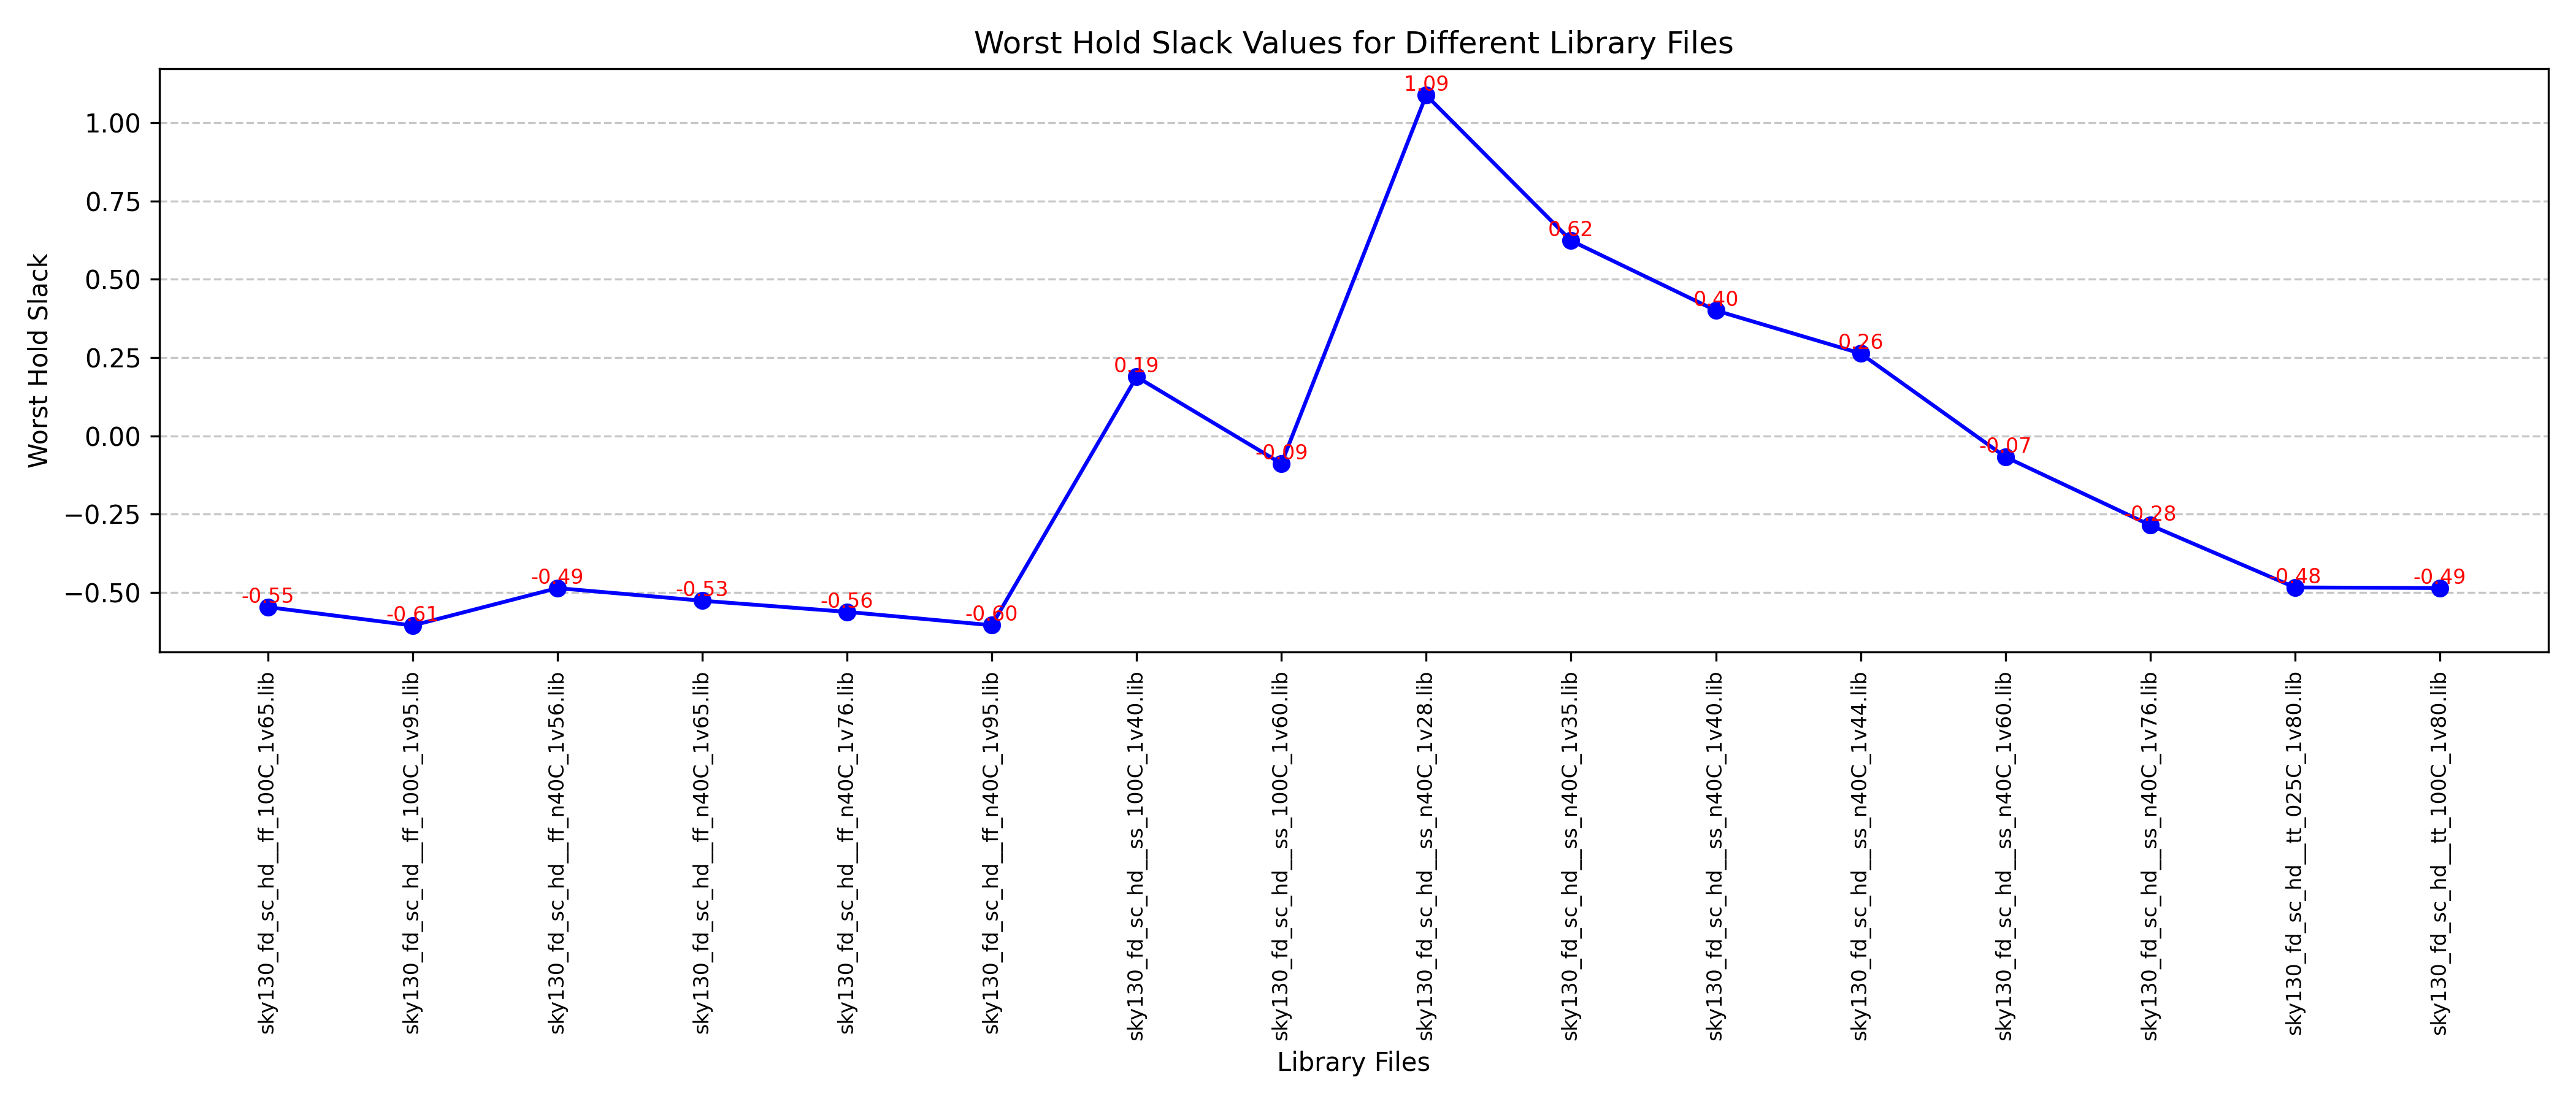 Worst Hold Slack Values for Different Library Files
Worst Hold Slack
1.00
0.75
0.50
0.25
0.00
−0.25
−0.50
-0.55
-0.61
-0.49
-0.53
-0.56
-0.60
0.19
-0.09
1.09
0.62
0.40
0.26
-0.07
-0.28
-0.48
-0.49
sky130_fd_sc_hd__ff_100C_1v65.lib
sky130_fd_sc_hd__ff_100C_1v95.lib
sky130_fd_sc_hd__ff_n40C_1v56.lib
sky130_fd_sc_hd__ff_n40C_1v65.lib
sky130_fd_sc_hd__ff_n40C_1v76.lib
sky130_fd_sc_hd__ff_n40C_1v95.lib
sky130_fd_sc_hd__ss_100C_1v40.lib
sky130_fd_sc_hd__ss_100C_1v60.lib
sky130_fd_sc_hd__ss_n40C_1v28.lib
sky130_fd_sc_hd__ss_n40C_1v35.lib
sky130_fd_sc_hd__ss_n40C_1v40.lib
sky130_fd_sc_hd__ss_n40C_1v44.lib
sky130_fd_sc_hd__ss_n40C_1v60.lib
sky130_fd_sc_hd__ss_n40C_1v76.lib
sky130_fd_sc_hd__tt_025C_1v80.lib
sky130_fd_sc_hd__tt_100C_1v80.lib
Library Files